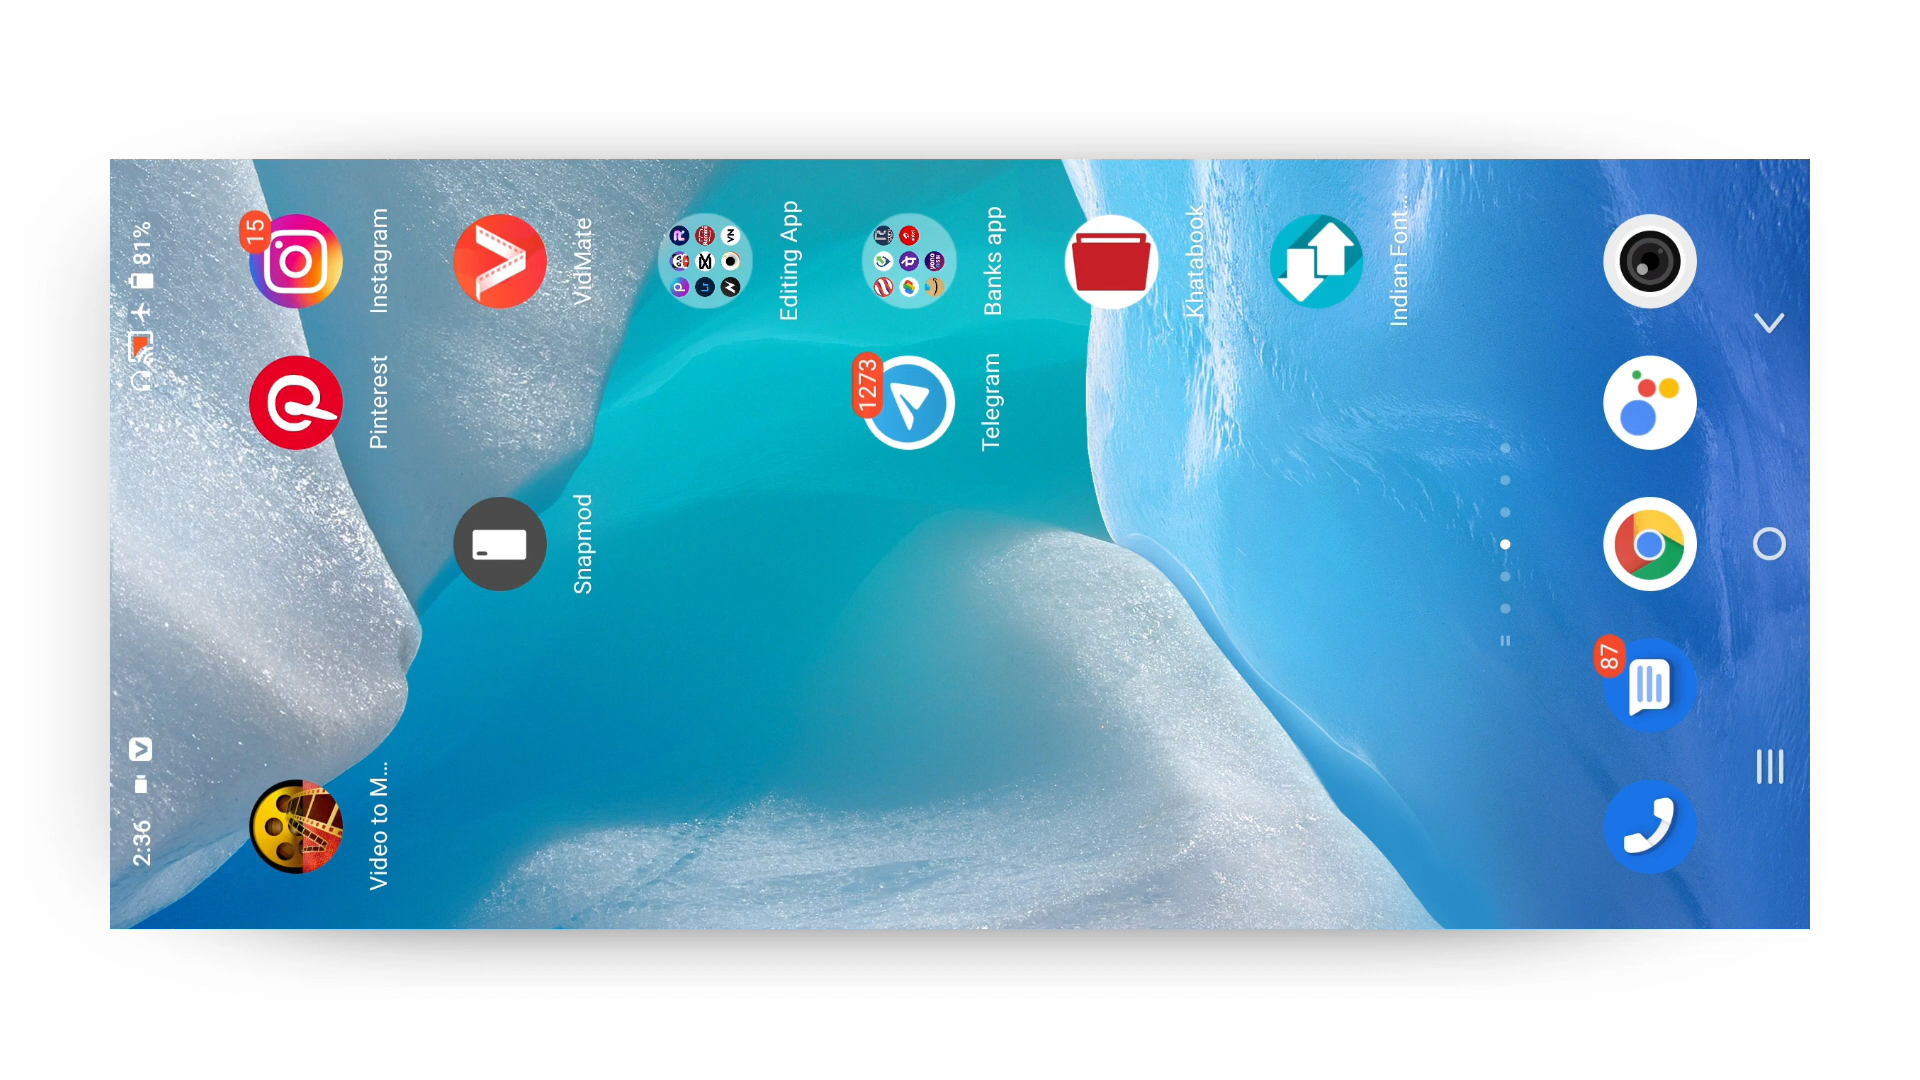 2:36
81%
Video to M...
Pinterest
15
Instagram
Snapmod
VidMate
Editing App
1273
Telegram
Banks app
Khatabook
Indian Font...
87